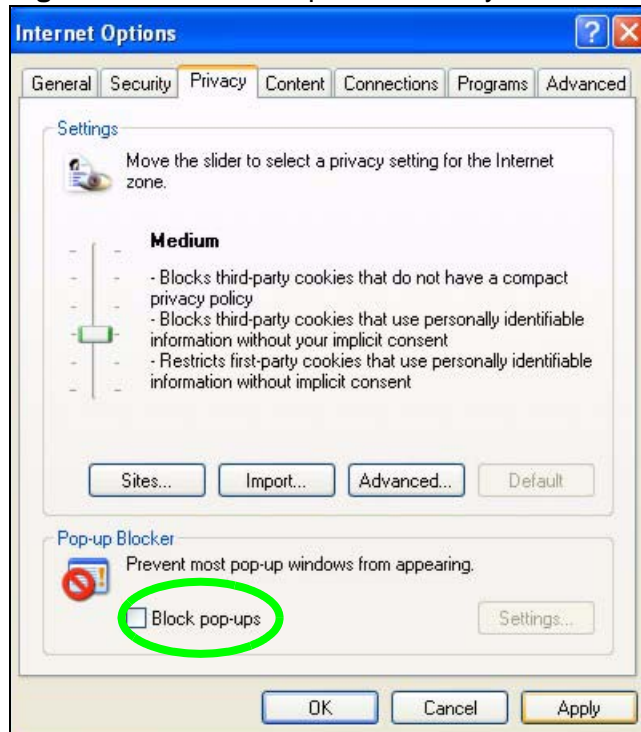 Internet Options
General Security Privacy Content Connections Programs Advanced
Settings
Move the slider to select a privacy setting for the Internet
zone.
Medium
- Blocks third-party cookies that do not have a compact
privacy policy
- Blocks third-party cookies that use personally identifiable
information without your implicit consent
- Restricts first-party cookies that use personally identifiable
information without implicit consent
Sites... Import... Advanced... Default
Pop-up Blocker
Prevent most pop-up windows from appearing.
Block pop-ups Settings...
OK Cancel Apply